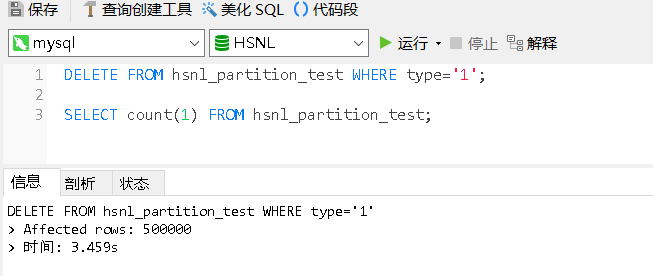 保存 查询创建工具 美化 SQL () 代码段
mysql HSNL 运行 停止 解释
1 DELETE FROM hsnl_partition_test WHERE type='1';
2
3 SELECT count(1) FROM hsnl_partition_test;
信息 剖析 状态
DELETE FROM hsnl_partition_test WHERE type='1'
> Affected rows: 500000
> 时间: 3.459s